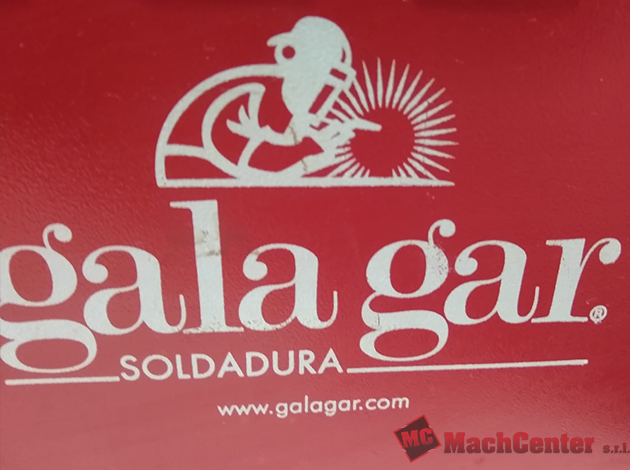 gala gar®
SOLDADURA
www.galagar.com
MC MachCenter s.r.l.